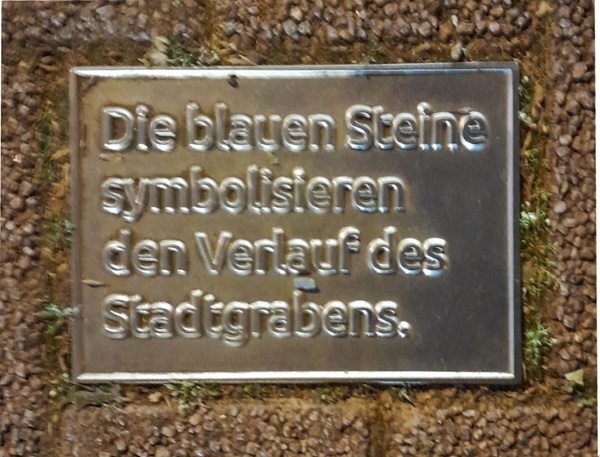 Die blauen Steine
symbolisieren
den Verlauf des
Stadtgrabens.